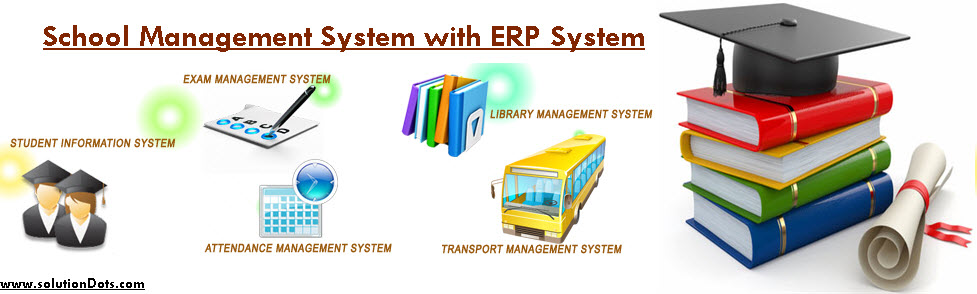 School Management System with ERP System
EXAM MANAGEMENT SYSTEM
LIBRARY MANAGEMENT SYSTEM
STUDENT INFORMATION SYSTEM
ATTENDANCE MANAGEMENT SYSTEM
TRANSPORT MANAGEMENT SYSTEM
A B C D
www.solutionDots.com